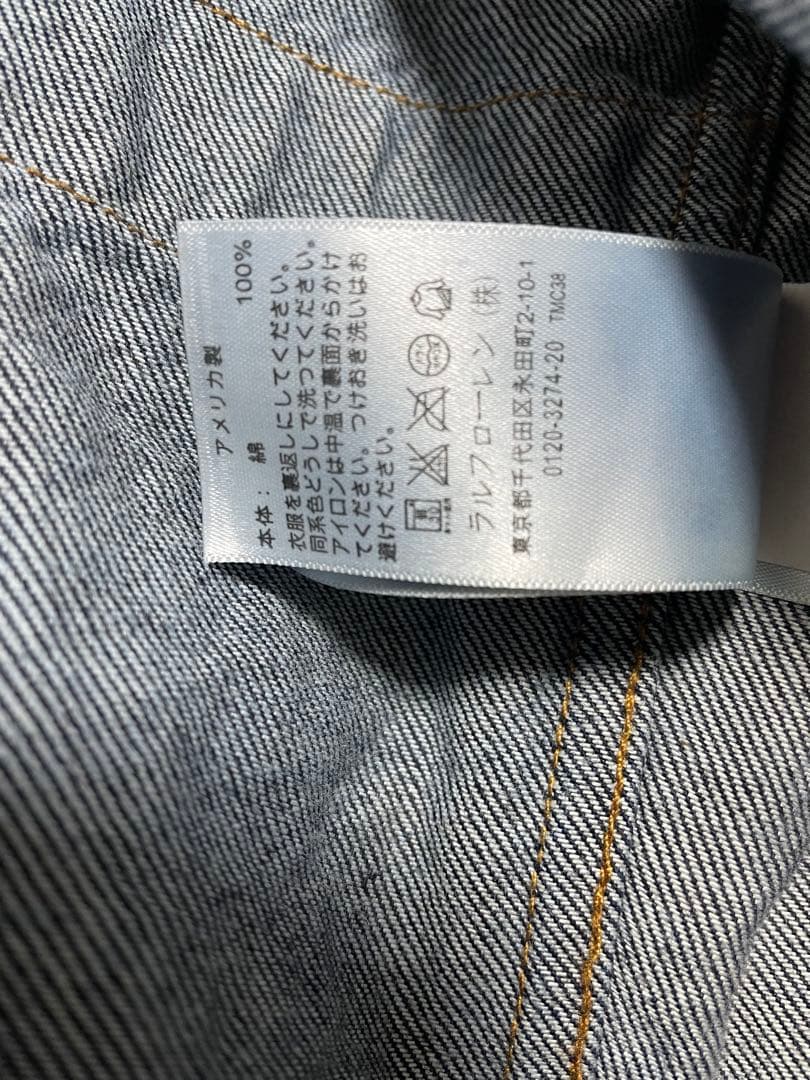 アメリカ製
本体： 綿 100%
衣服を裏返しにしてください。
同系色どうしで洗つてください。
アイロンは中温で裏面からかけ
てください。つけおき洗いはお
避けください。
ラルフローレン (株)
東京都千代田区永田町2-10-1
0120-3274-20 TMC38